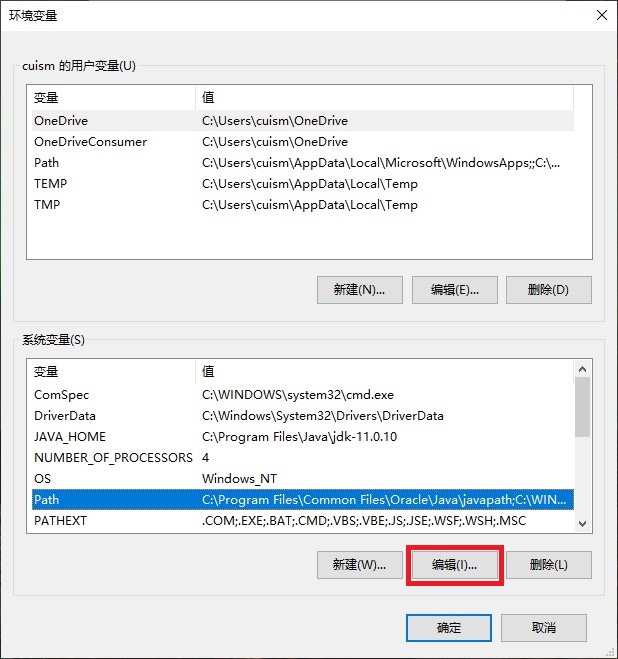 环境变量
cuism 的用户变量(U)
变量 值
OneDrive C:\Users\cuism\OneDrive
OneDriveConsumer C:\Users\cuism\OneDrive
Path C:\Users\cuism\AppData\Local\Microsoft\WindowsApps;;C:\...
TEMP C:\Users\cuism\AppData\Local\Temp
TMP C:\Users\cuism\AppData\Local\Temp
新建(N)... 编辑(E)... 删除(D)
系统变量(S)
变量 值
ComSpec C:\WINDOWS\system32\cmd.exe
DriverData C:\Windows\System32\Drivers\DriverData
JAVA_HOME C:\Program Files\Java\jdk-11.0.10
NUMBER_OF_PROCESSORS 4
OS Windows_NT
Path C:\Program Files\Common Files\Oracle\Java\javapath;C:\WIN...
PATHEXT .COM;.EXE;.BAT;.CMD;.VBS;.VBE;.JS;.JSE;.WSF;.WSH;.MSC
新建(W)... 编辑(I)... 删除(L)
确定 取消